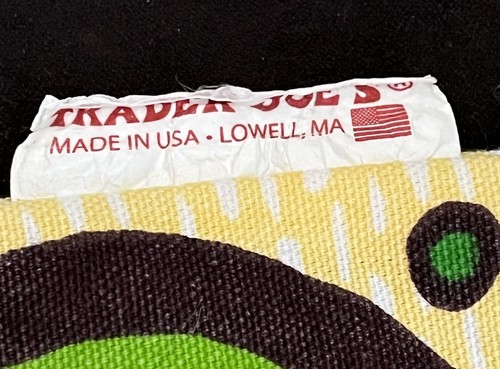 TRADER JOE'S®
MADE IN USA • LOWELL, MA